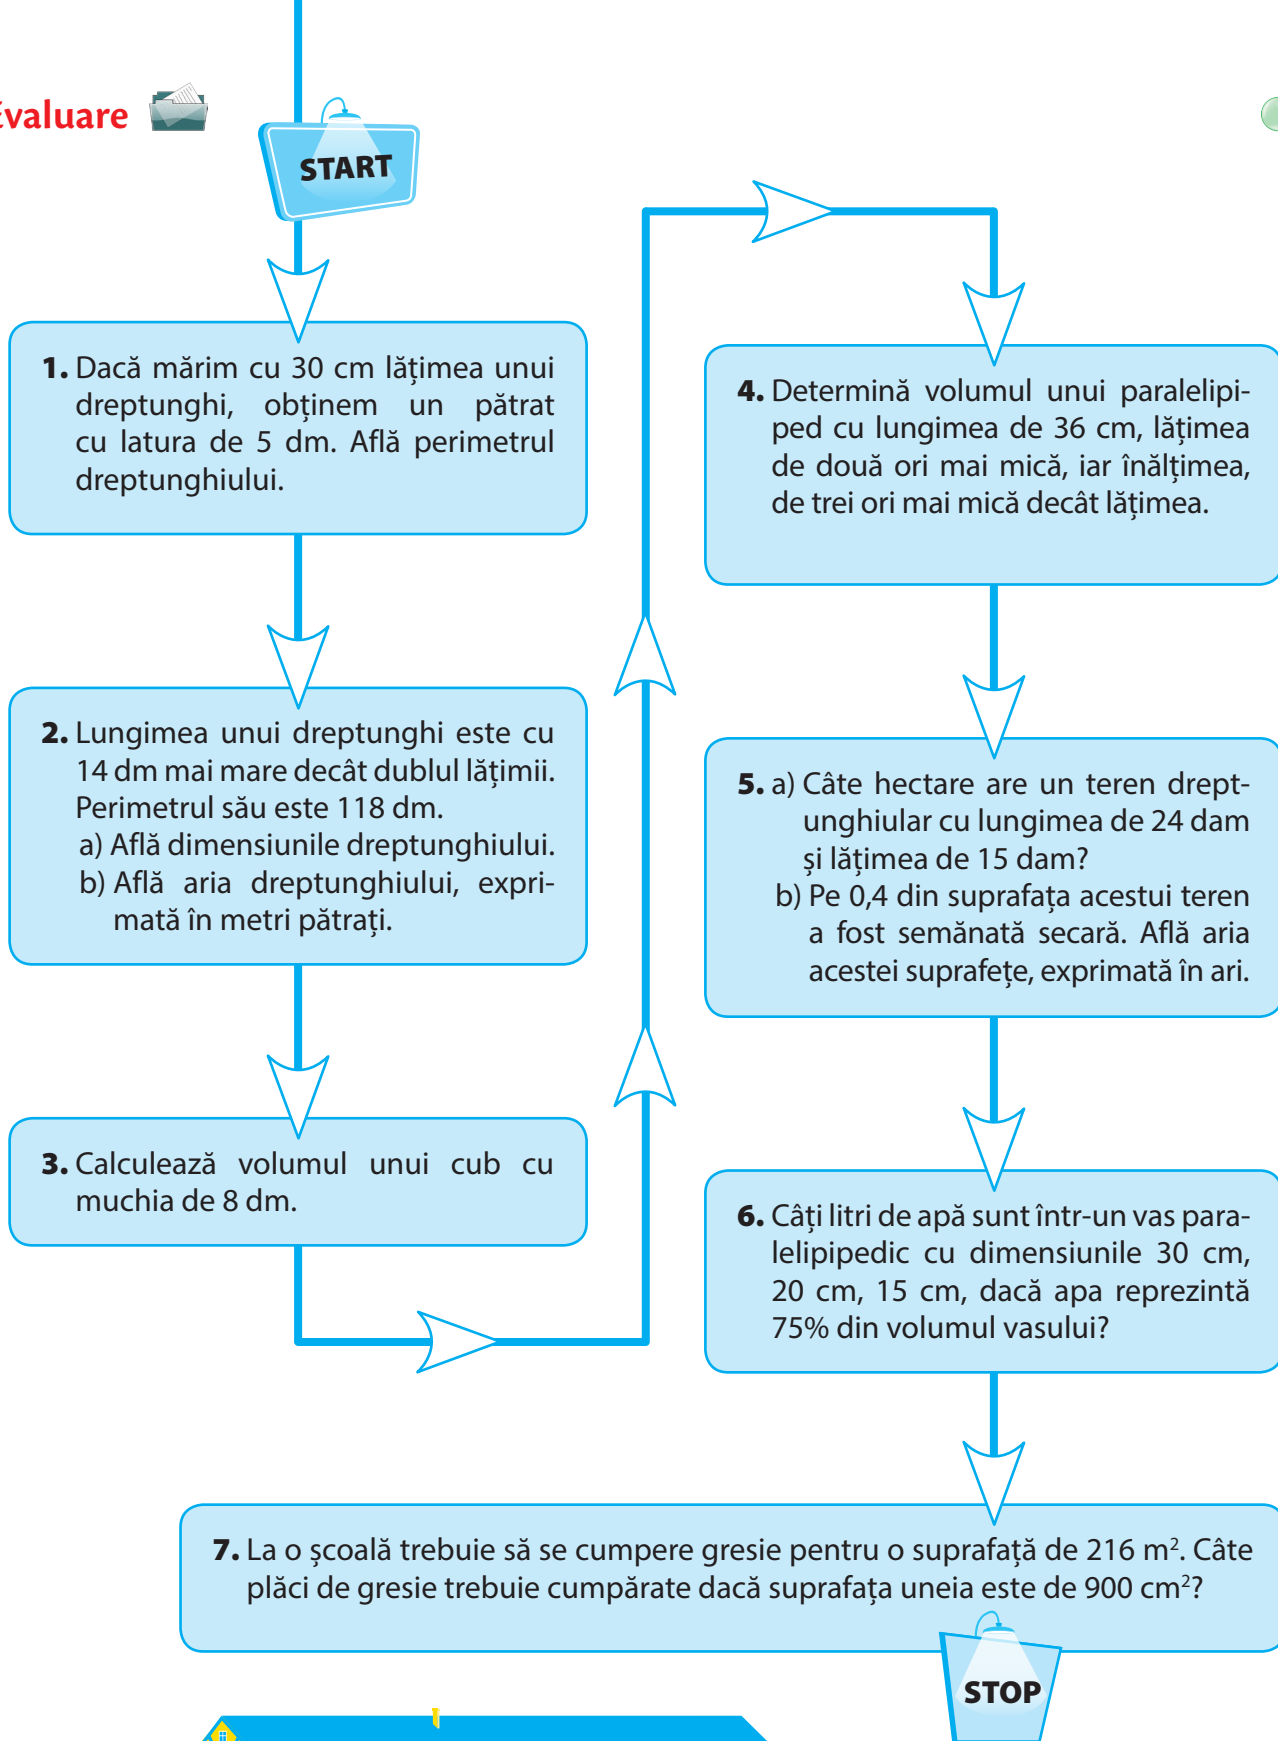 Evaluare
START
1. Dacă mărim cu 30 cm lățimea unui
dreptunghi, obținem un pătrat
cu latura de 5 dm. Află perimetrul
dreptunghiului.
2. Lungimea unui dreptunghi este cu
14 dm mai mare decât dublul lățimii.
Perimetrul său este 118 dm.
a) Află dimensiunile dreptunghiului.
b) Află aria dreptunghiului, expri-
mată în metri pătrați.
3. Calculează volumul unui cub cu
muchia de 8 dm.
4. Determină volumul unui paralelipi-
ped cu lungimea de 36 cm, lățimea
de două ori mai mică, iar înălțimea,
de trei ori mai mică decât lățimea.
5. a) Câte hectare are un teren drept-
unghiular cu lungimea de 24 dam
și lățimea de 15 dam?
b) Pe 0,4 din suprafața acestui teren
a fost semănată secară. Află aria
acestei suprafețe, exprimată în ari.
6. Câți litri de apă sunt într-un vas para-
lelipipedic cu dimensiunile 30 cm,
20 cm, 15 cm, dacă apa reprezintă
75% din volumul vasului?
7. La o școală trebuie să se cumpere gresie pentru o suprafață de 216 m². Câte
plăci de gresie trebuie cumpărate dacă suprafața uneia este de 900 cm²?
STOP